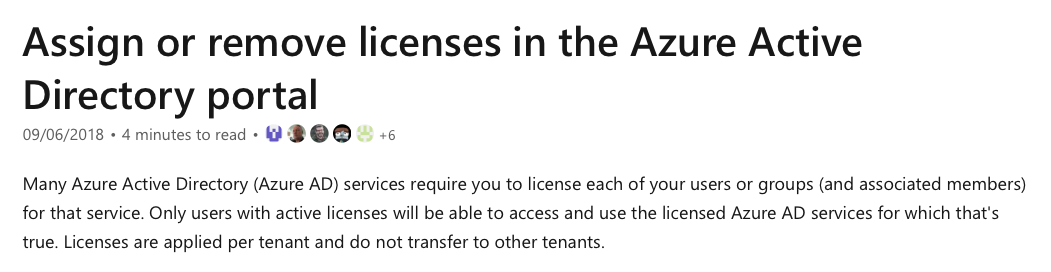 Assign or remove licenses in the Azure Active
Directory portal
09/06/2018 • 4 minutes to read • +6
Many Azure Active Directory (Azure AD) services require you to license each of your users or groups (and associated members)
for that service. Only users with active licenses will be able to access and use the licensed Azure AD services for which that's
true. Licenses are applied per tenant and do not transfer to other tenants.